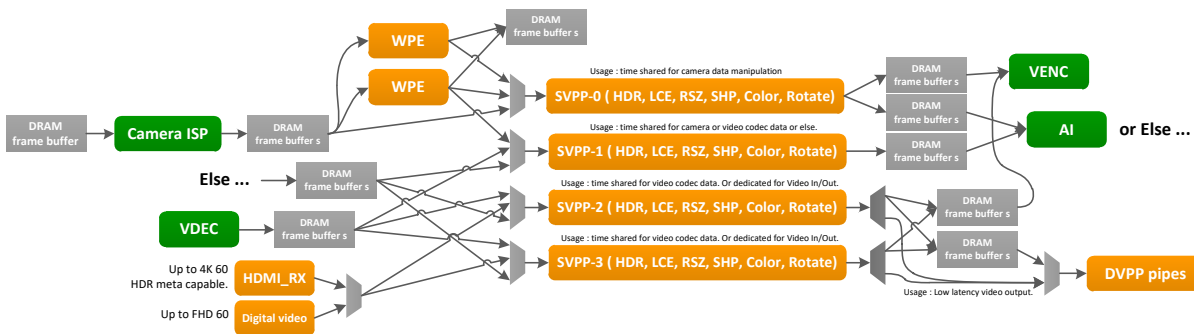 DRAM
frame buffer s
WPE
WPE
Usage : time shared for camera data manipulation
SVPP-0 ( HDR, LCE, RSZ, SHP, Color, Rotate)
DRAM
frame buffer s
VENC
DRAM
frame buffer s
DRAM
frame buffer
Camera ISP
DRAM
frame buffer s
Usage : time shared for camera or video codec data or else.
SVPP-1 ( HDR, LCE, RSZ, SHP, Color, Rotate)
DRAM
frame buffer s
AI
or Else ...
Else ...
DRAM
frame buffer s
Usage : time shared for video codec data. Or dedicated for Video In/Out.
SVPP-2 ( HDR, LCE, RSZ, SHP, Color, Rotate)
DRAM
frame buffer s
VDEC
DRAM
frame buffer s
Usage : time shared for video codec data. Or dedicated for Video In/Out.
SVPP-3 ( HDR, LCE, RSZ, SHP, Color, Rotate)
DRAM
frame buffer s
Up to 4K 60
HDR meta capable.
HDMI_RX
DVPP pipes
Usage : Low latency video output.
Up to FHD 60
Digital video